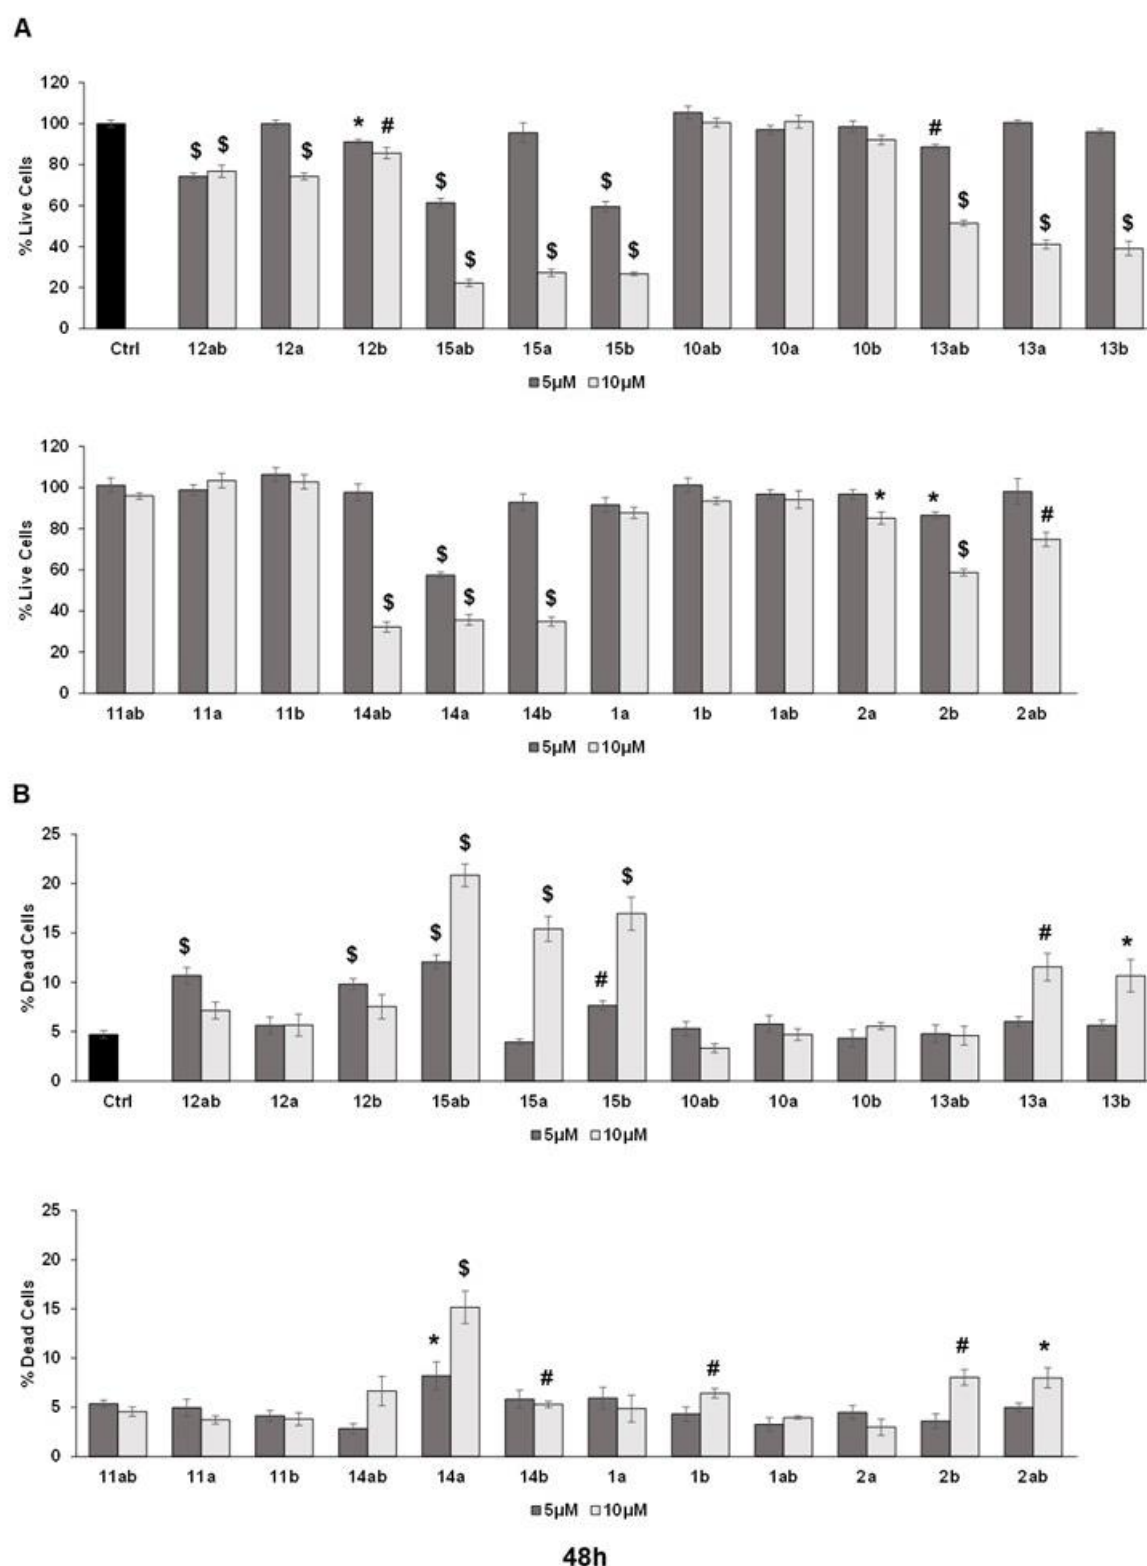 A
120
100
80
60
40
20
0
% Live Cells
$ $ $ * # $ $ $ $ $ # $ $ $
Ctrl 12ab 12a 12b 15ab 15a 15b 10ab 10a 10b 13ab 13a 13b
5µM 10µM
120
100
80
60
40
20
0
% Live Cells
$ $ $ $ * * $ #
11ab 11a 11b 14ab 14a 14b 1a 1b 1ab 2a 2b 2ab
5µM 10µM
B
25
20
15
10
5
0
% Dead Cells
$ $ $ $ $ # $ # *
Ctrl 12ab 12a 12b 15ab 15a 15b 10ab 10a 10b 13ab 13a 13b
5µM 10µM
25
20
15
10
5
0
% Dead Cells
* $ # # # *
11ab 11a 11b 14ab 14a 14b 1a 1b 1ab 2a 2b 2ab
5µM 10µM
48h